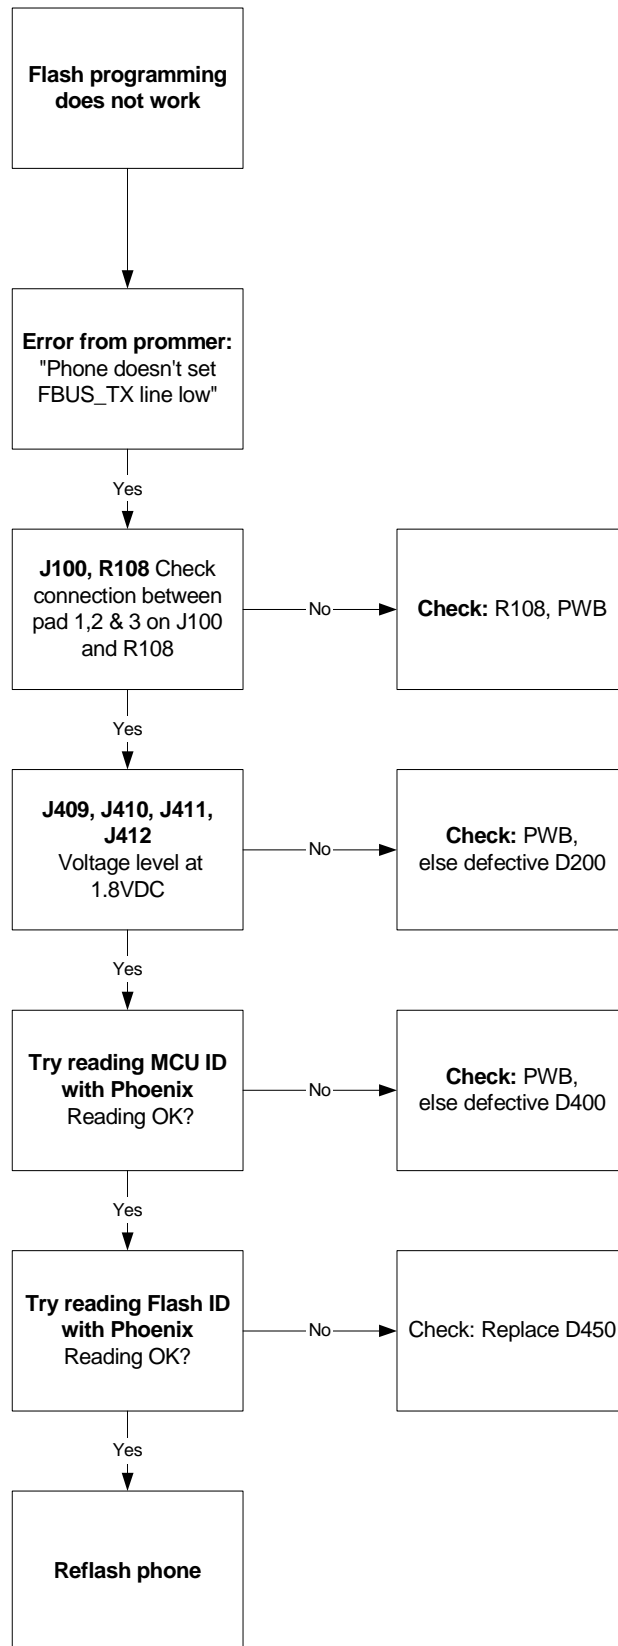 Flash programming
does not work
Error from prommer:
"Phone doesn't set
FBUS_TX line low"
Yes
J100, R108 Check
connection between
pad 1,2 & 3 on J100
and R108
No
Check: R108, PWB
Yes
J409, J410, J411,
J412
Voltage level at
1.8VDC
No
Check: PWB,
else defective D200
Yes
Try reading MCU ID
with Phoenix
Reading OK?
No
Check: PWB,
else defective D400
Yes
Try reading Flash ID
with Phoenix
Reading OK?
No
Check: Replace D450
Yes
Reflash phone